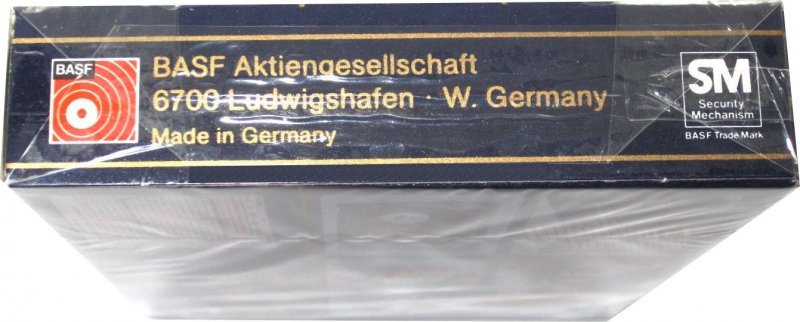 BASF
BASF Aktiengesellschaft
6700 Ludwigshafen · W. Germany
Made in Germany
SM
Security
Mechanism
BASF Trade Mark